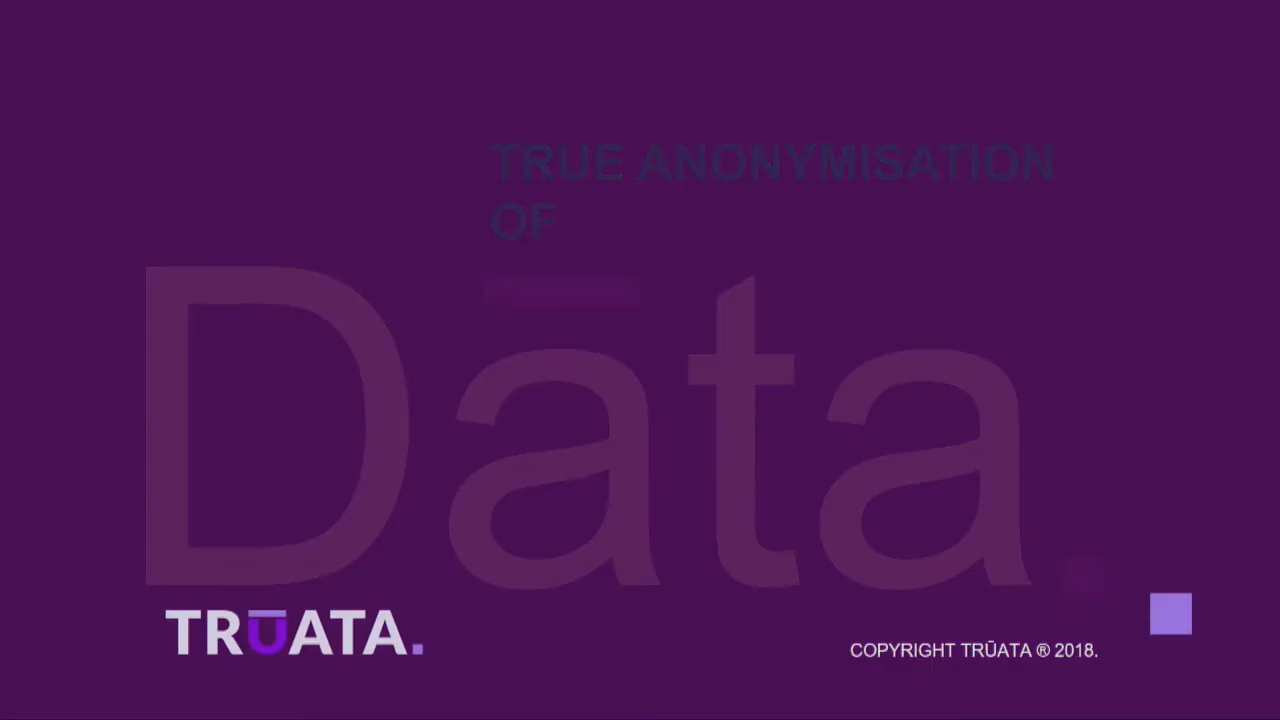 TRUE ANONYMISATION
OF
Dāta.
TRŪATA.
COPYRIGHT TRŪATA ® 2018.